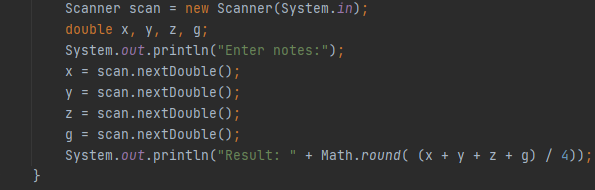 Scanner scan = new Scanner(System.in);
double x, y, z, g;
System.out.println("Enter notes:");
x = scan.nextDouble();
y = scan.nextDouble();
z = scan.nextDouble();
g = scan.nextDouble();
System.out.println("Result: " + Math.round( (x + y + z + g) / 4));
}